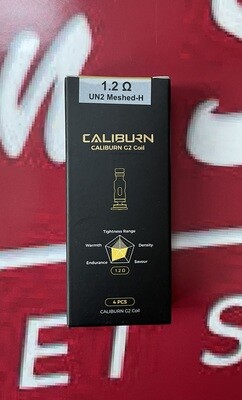 1.2 Ω
UN2 Meshed-H
CALIBURN
CALIBURN G2 Coil
Tightness Range
Warmth
Density
Endurance
Savour
1.2 Ω
4 PCS
CALIBURN G2 Coil
ET S